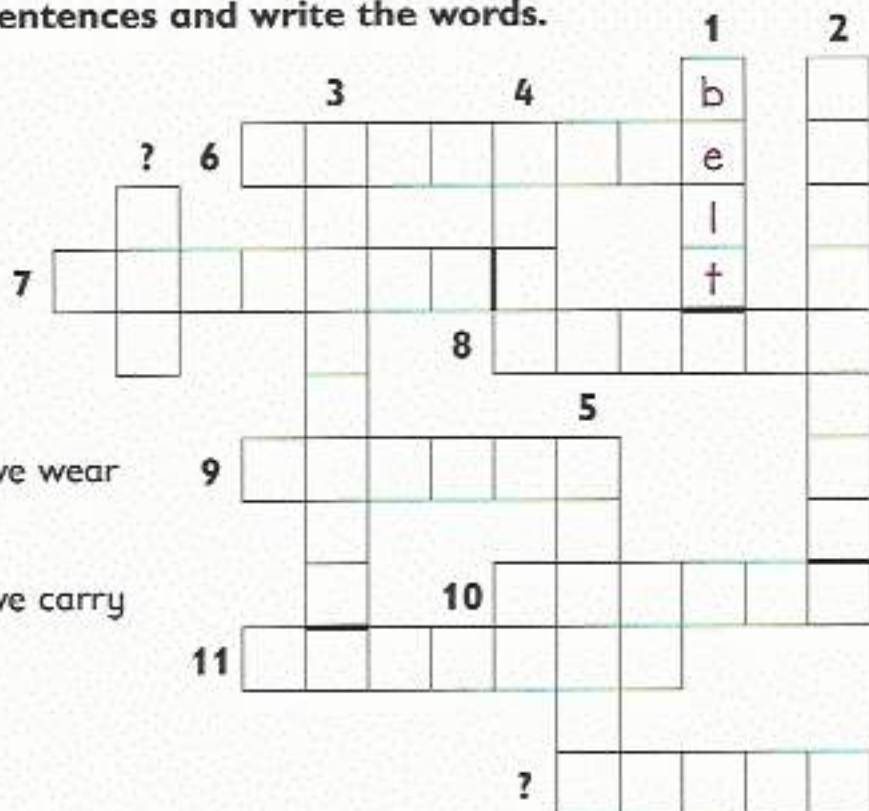 entences and write the words.
1 2
3 4 b
? 6 e
l
7 t
8
5
ve wear 9
ve carry 10
11
?